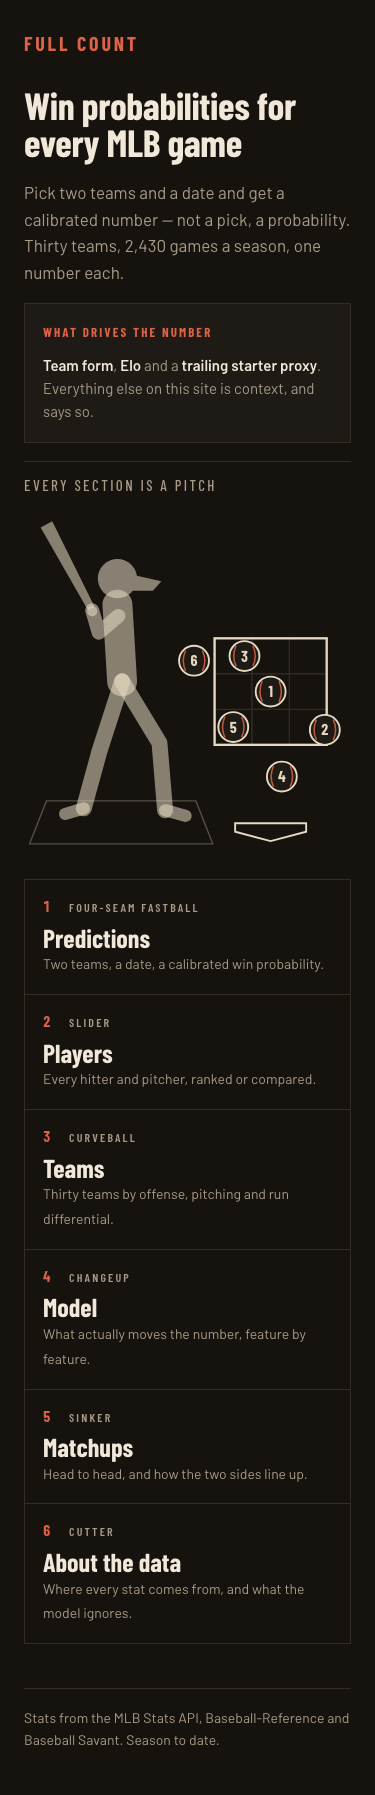 FULL COUNT
Win probabilities for
every MLB game
Pick two teams and a date and get a
calibrated number — not a pick, a probability.
Thirty teams, 2,430 games a season, one
number each.
WHAT DRIVES THE NUMBER
Team form, Elo and a trailing starter proxy.
Everything else on this site is context, and
says so.
EVERY SECTION IS A PITCH
6
3
1
5
2
4
1 FOUR-SEAM FASTBALL
Predictions
Two teams, a date, a calibrated win probability.
2 SLIDER
Players
Every hitter and pitcher, ranked or compared.
3 CURVEBALL
Teams
Thirty teams by offense, pitching and run
differential.
4 CHANGEUP
Model
What actually moves the number, feature by
feature.
5 SINKER
Matchups
Head to head, and how the two sides line up.
6 CUTTER
About the data
Where every stat comes from, and what the
model ignores.
Stats from the MLB Stats API, Baseball-Reference and
Baseball Savant. Season to date.